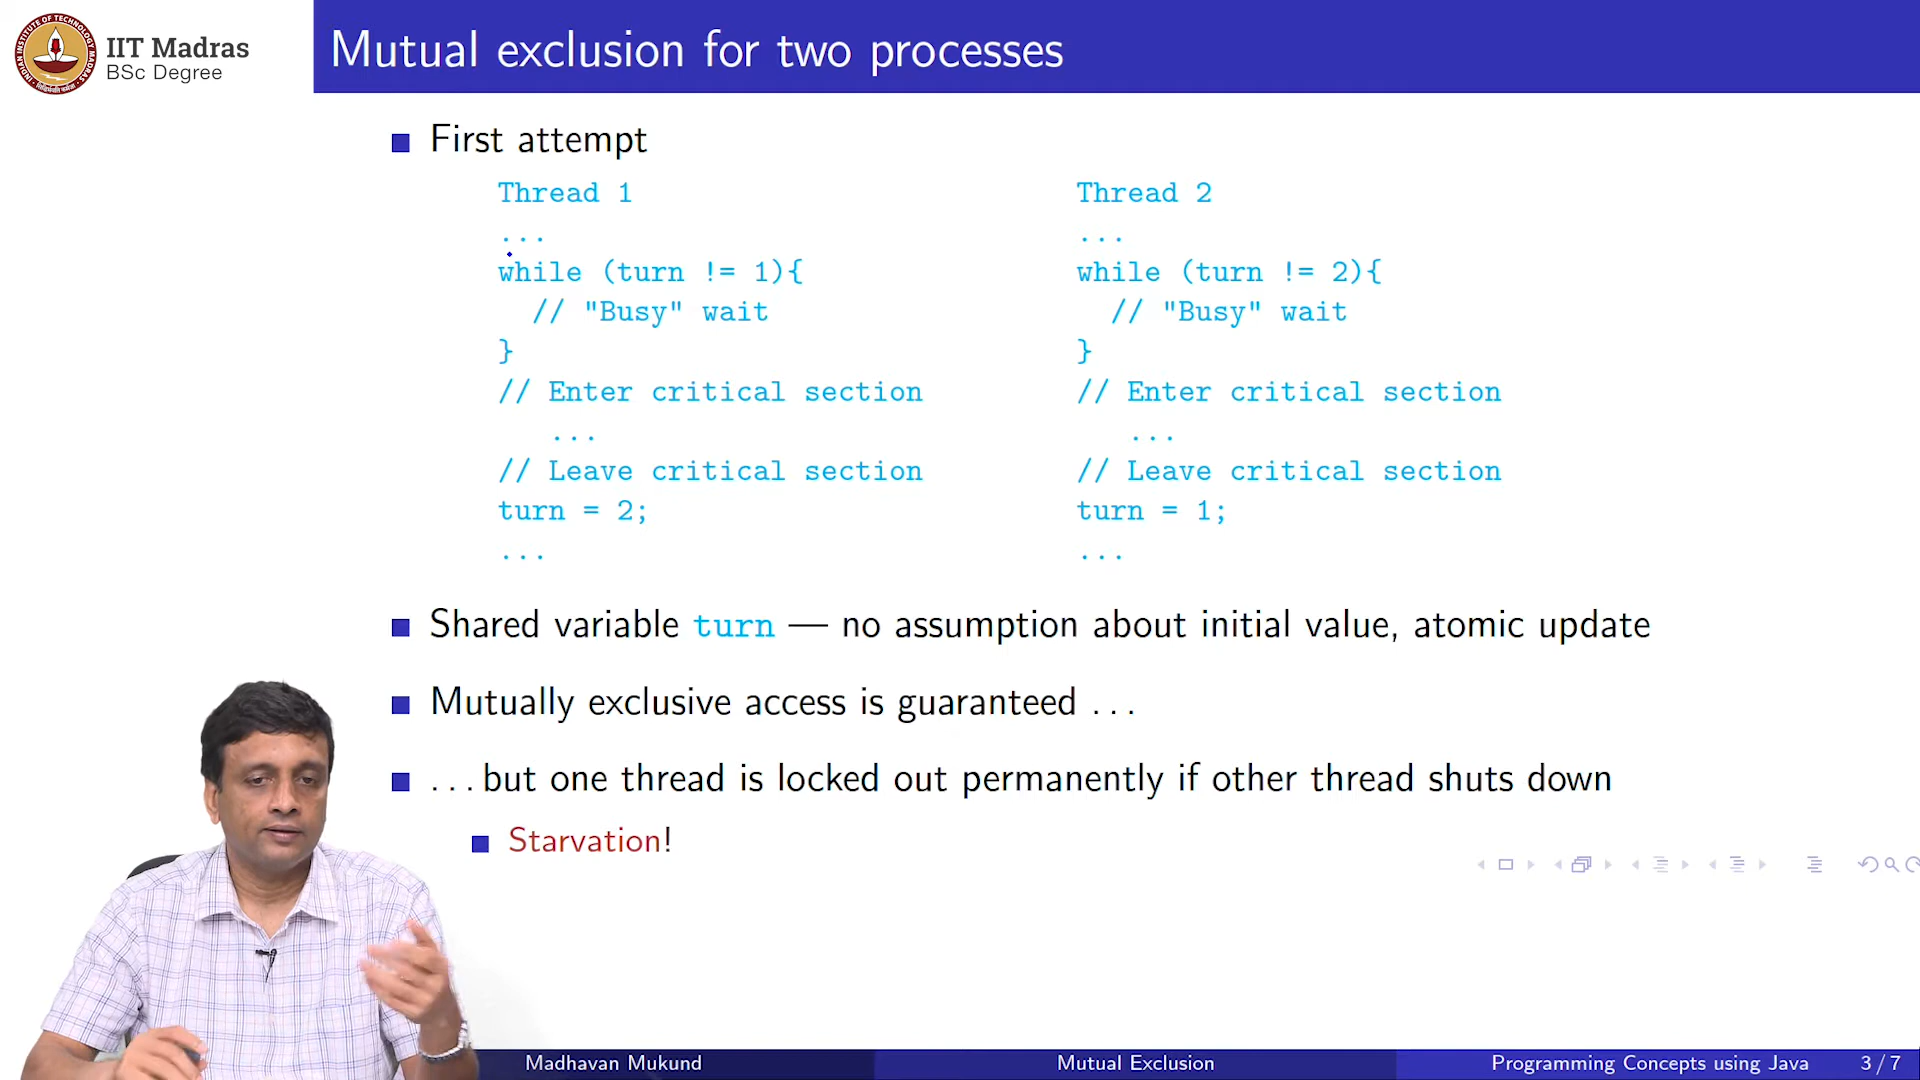 IIT Madras
BSc Degree
Mutual exclusion for two processes
First attempt
Thread 1
...
while (turn != 1){
// "Busy" wait
}
// Enter critical section
...
// Leave critical section
turn = 2;
...
Thread 2
...
while (turn != 2){
// "Busy" wait
}
// Enter critical section
...
// Leave critical section
turn = 1;
...
Shared variable turn — no assumption about initial value, atomic update
Mutually exclusive access is guaranteed ...
... but one thread is locked out permanently if other thread shuts down
Starvation!
Madhavan Mukund
Mutual Exclusion
Programming Concepts using Java
3 / 7